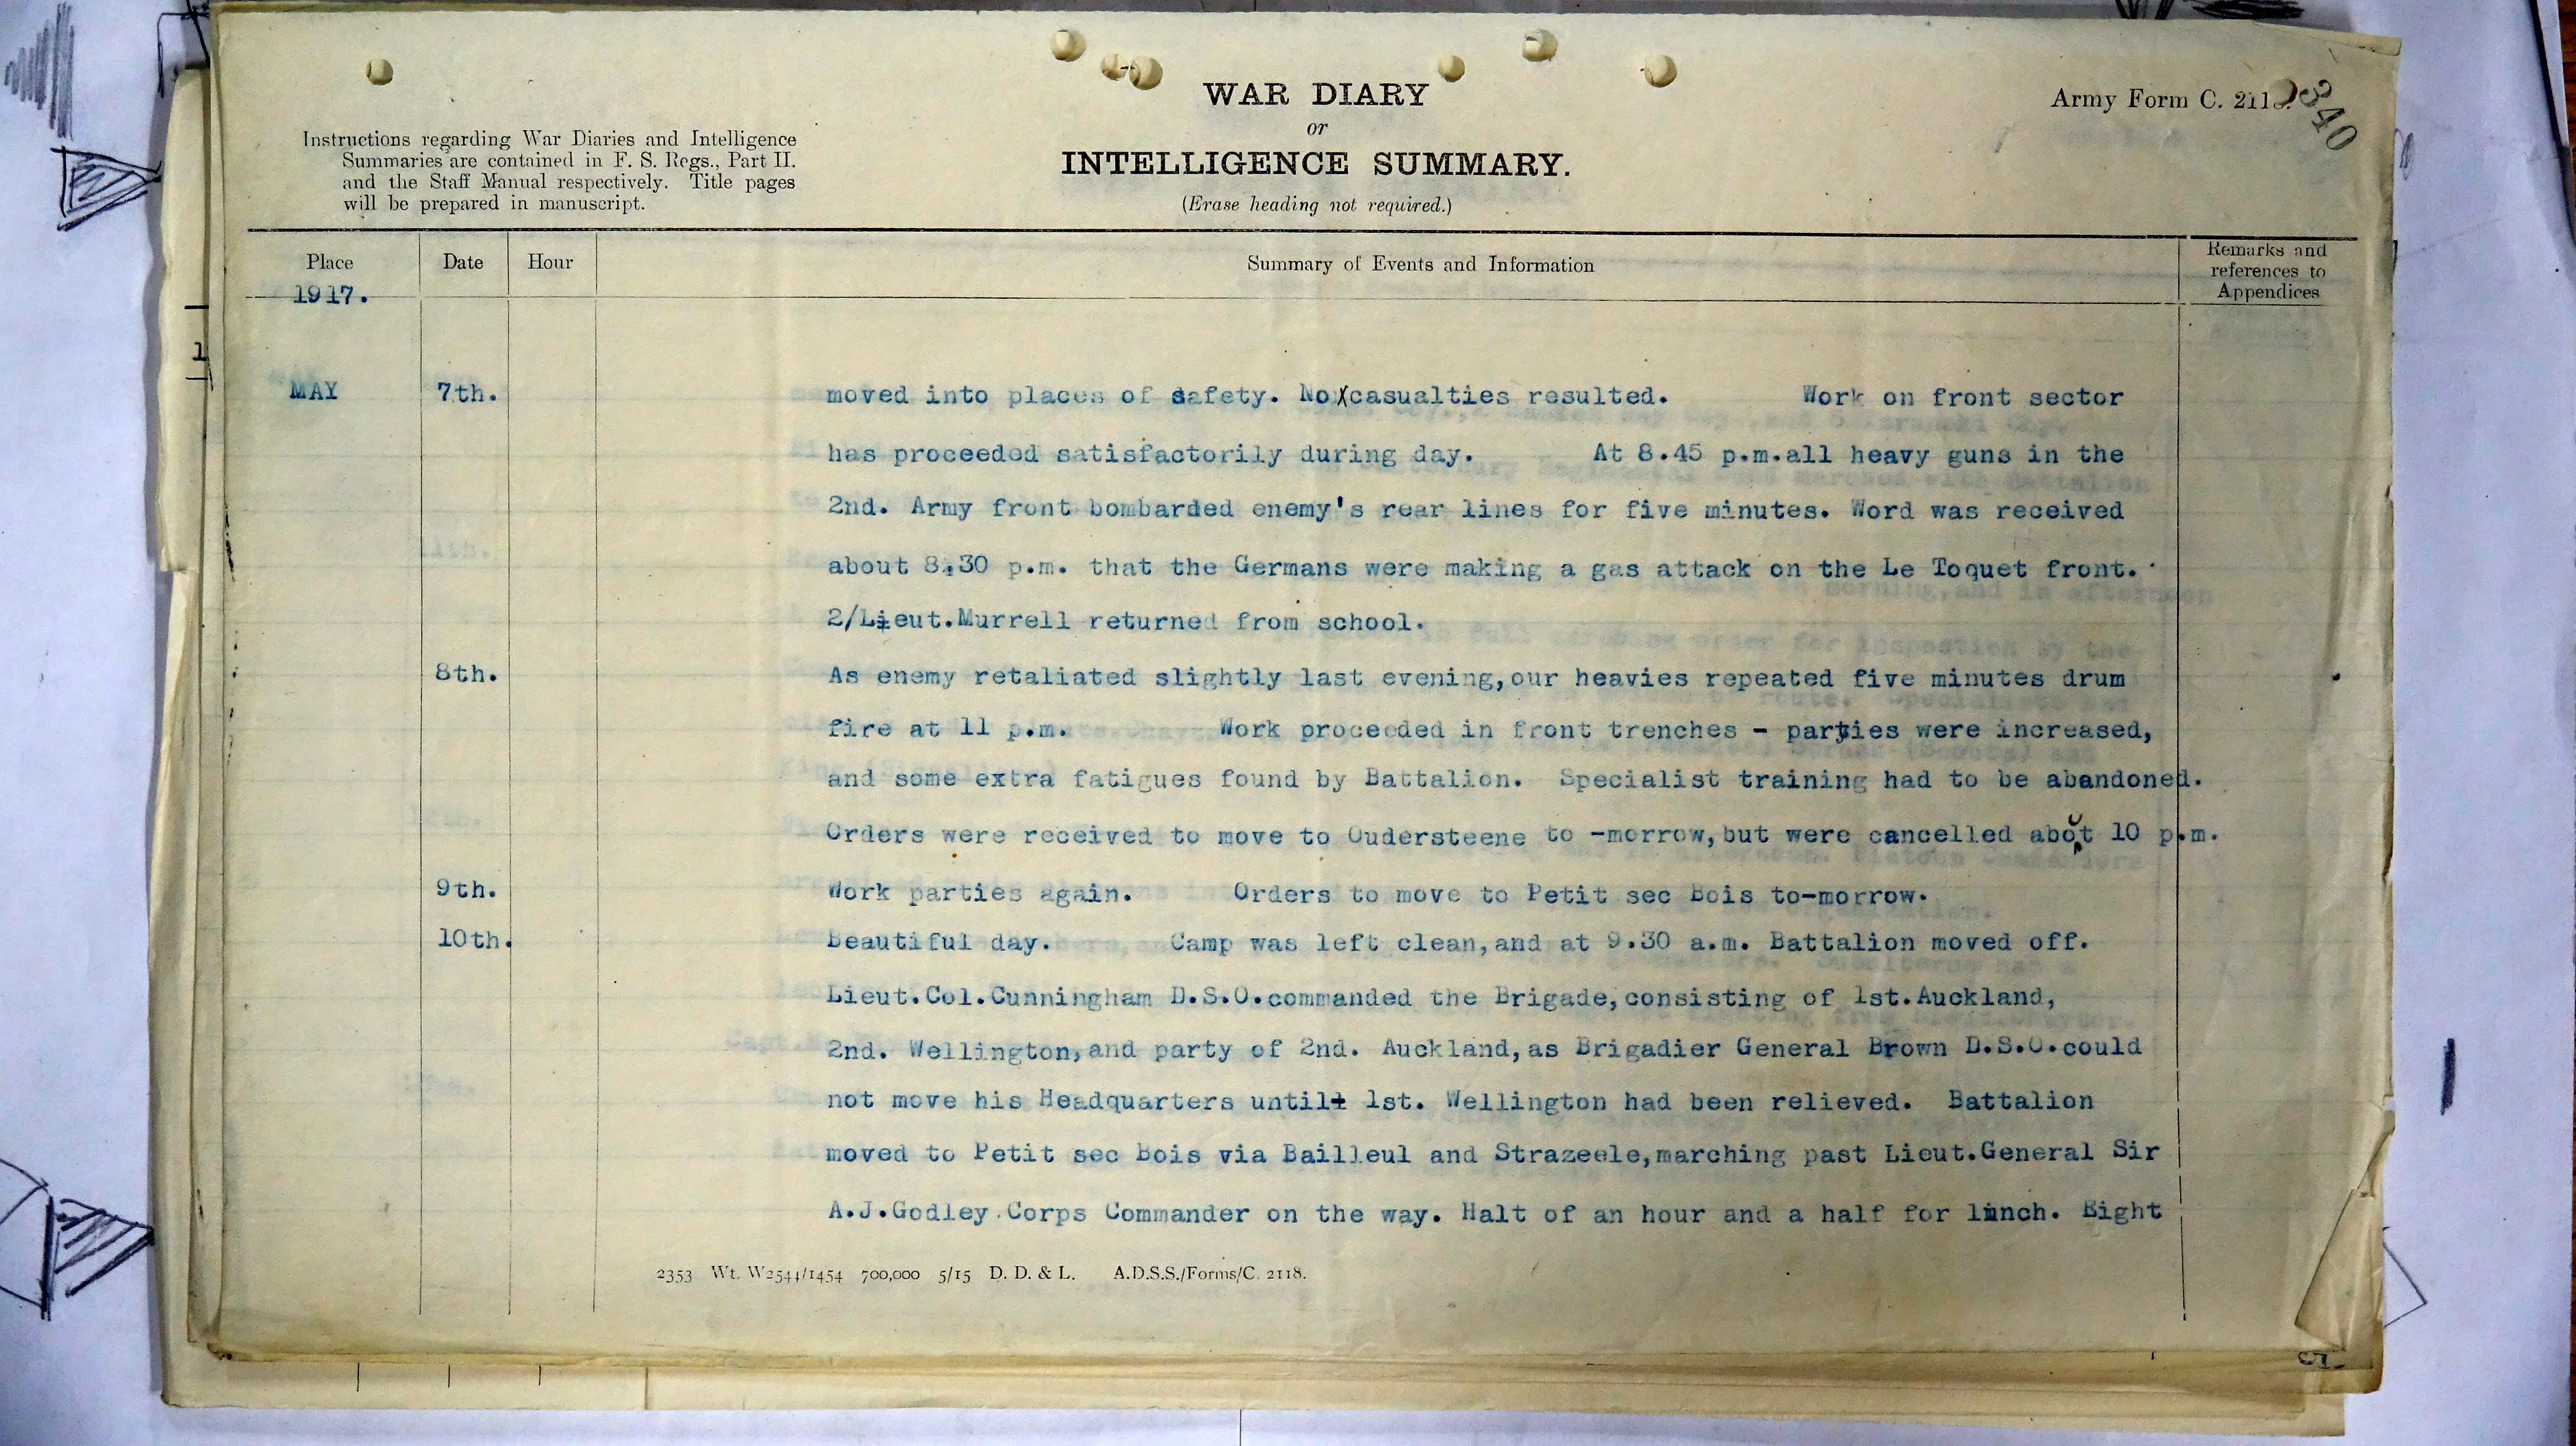 WAR DIARY
or
INTELLIGENCE SUMMARY.
(Erase heading not required.)
Army Form C. 2118.
340
Instructions regarding War Diaries and Intelligence
Summaries are contained in F. S. Regs., Part II.
and the Staff Manual respectively. Title pages
will be prepared in manuscript.
Place Date Hour Summary of Events and Information Remarks and references to Appendices
1917.
MAY 7th. moved into places of safety. No casualties resulted. Work on front sector
has proceeded satisfactorily during day. At 8.45 p.m.all heavy guns in the
2nd. Army front bombarded enemy's rear lines for five minutes. Word was received
about 8.30 p.m. that the Germans were making a gas attack on the Le Toquet front.
2/Lieut.Murrell returned from school.
8th. As enemy retaliated slightly last evening,our heavies repeated five minutes drum
fire at 11 p.m. Work proceeded in front trenches - parties were increased,
and some extra fatigues found by Battalion. Specialist training had to be abandoned.
Orders were received to move to Oudersteene to -morrow,but were cancelled about 10 p.m.
9th. Work parties again. Orders to move to Petit sec Bois to-morrow.
10th. Beautiful day. Camp was left clean,and at 9.30 a.m. Battalion moved off.
Lieut.Col.Cunningham D.S.O.commanded the Brigade,consisting of 1st.Auckland,
2nd. Wellington,and party of 2nd. Auckland,as Brigadier General Brown D.S.O.could
not move his Headquarters until 1st. Wellington had been relieved. Battalion
moved to Petit sec Bois via Bailleul and Strazeele,marching past Lieut.General Sir
A.J.Godley Corps Commander on the way. Halt of an hour and a half for lunch. Eight
2353 Wt. W2544/1454 700,000 5/15 D. D. & L. A.D.S.S./Forms/C. 2118.